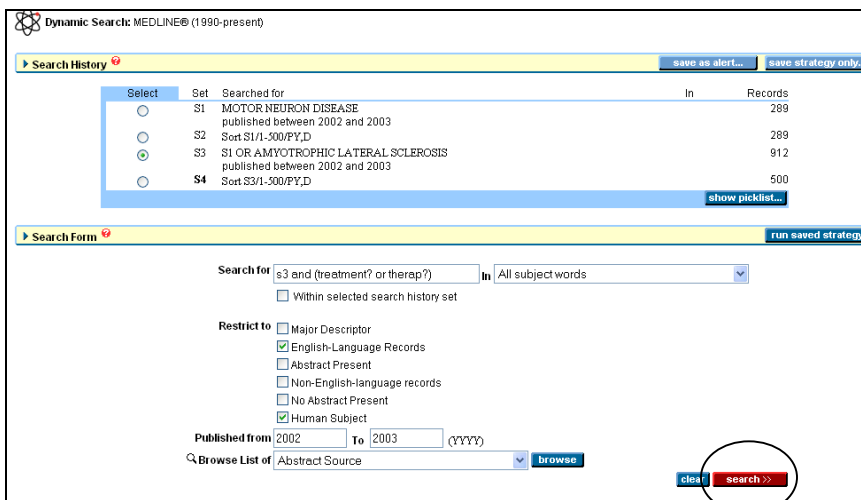 Dynamic Search: MEDLINE® (1990-present)
Search History ?
save as alert... save strategy only...
Select Set Searched for In Records
S1 MOTOR NEURON DISEASE 289
published between 2002 and 2003
S2 Sort S1/1-500/PY,D 289
S3 S1 OR AMYOTROPHIC LATERAL SCLEROSIS 912
published between 2002 and 2003
S4 Sort S3/1-500/PY,D 500
show picklist...
Search Form ?
run saved strategy
Search for s3 and (treatment? or therap?) In All subject words
Within selected search history set
Restrict to Major Descriptor
English-Language Records
Abstract Present
Non-English-language records
No Abstract Present
Human Subject
Published from 2002 To 2003 (YYYY)
Browse List of Abstract Source browse
clear search >>